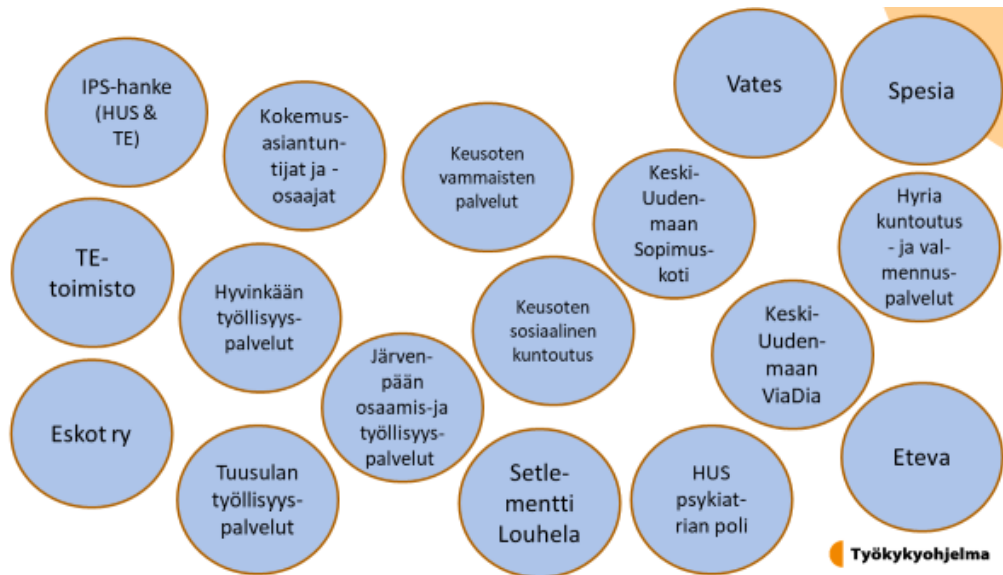 IPS-hanke
(HUS &
TE)
Kokemus-
asiantun-
tijat ja -
osaajat
Keusoten
vammaisten
palvelut
Vates
Spesia
TE-
toimisto
Hyvinkään
työllisyys-
palvelut
Keusoten
sosiaalinen
kuntoutus
Keski-
Uuden-
maan
Sopimus-
koti
Hyria
kuntoutus
- ja val-
mennus-
palvelut
Eskot ry
Tuusulan
työllisyys-
palvelut
Järven-
pään
osaamis-ja
työllisyys-
palvelut
Setle-
mentti
Louhela
HUS
psykiat-
rian poli
Keski-
Uuden-
maan
ViaDia
Eteva
Työkykyohjelma